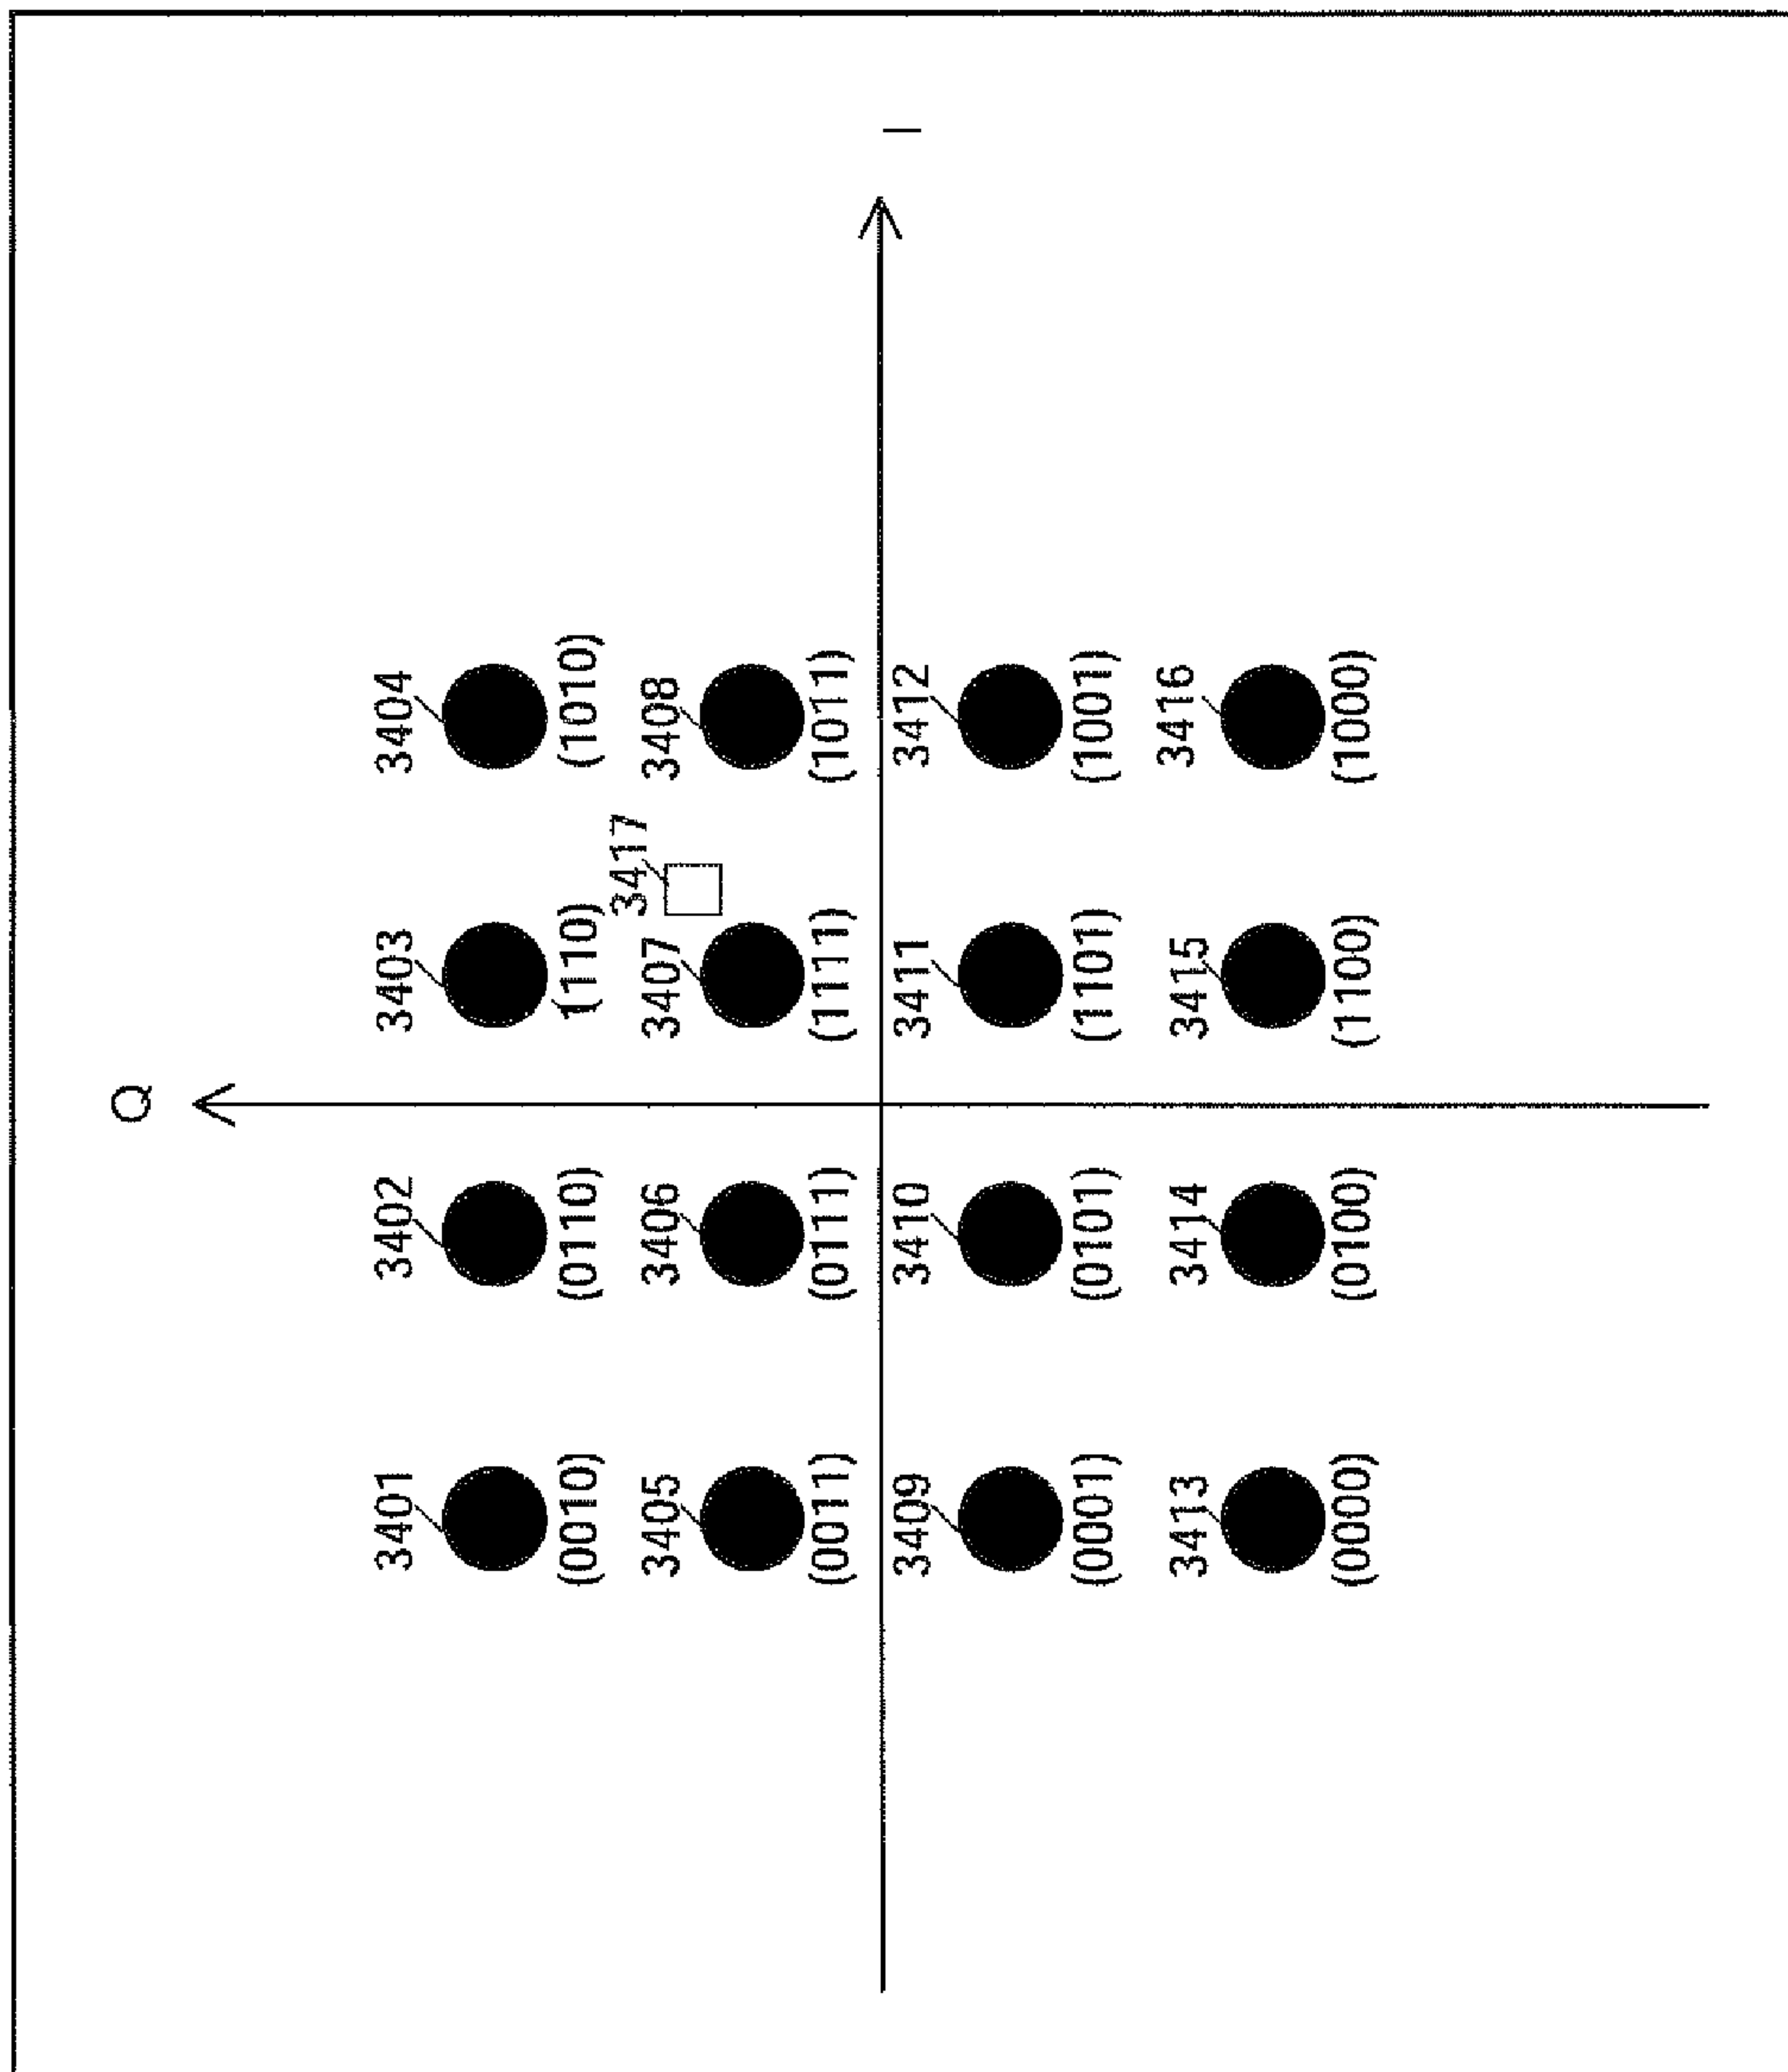 Q
3401 3402 3403 3404
(0010) (0110) (1110) (1010)
3417
3405 3406 3407 3408
(0011) (0111) (1111) (1011)
I
3409 3410 3411 3412
(0001) (0101) (1101) (1001)
3413 3414 3415 3416
(0000) (0100) (1100) (1000)